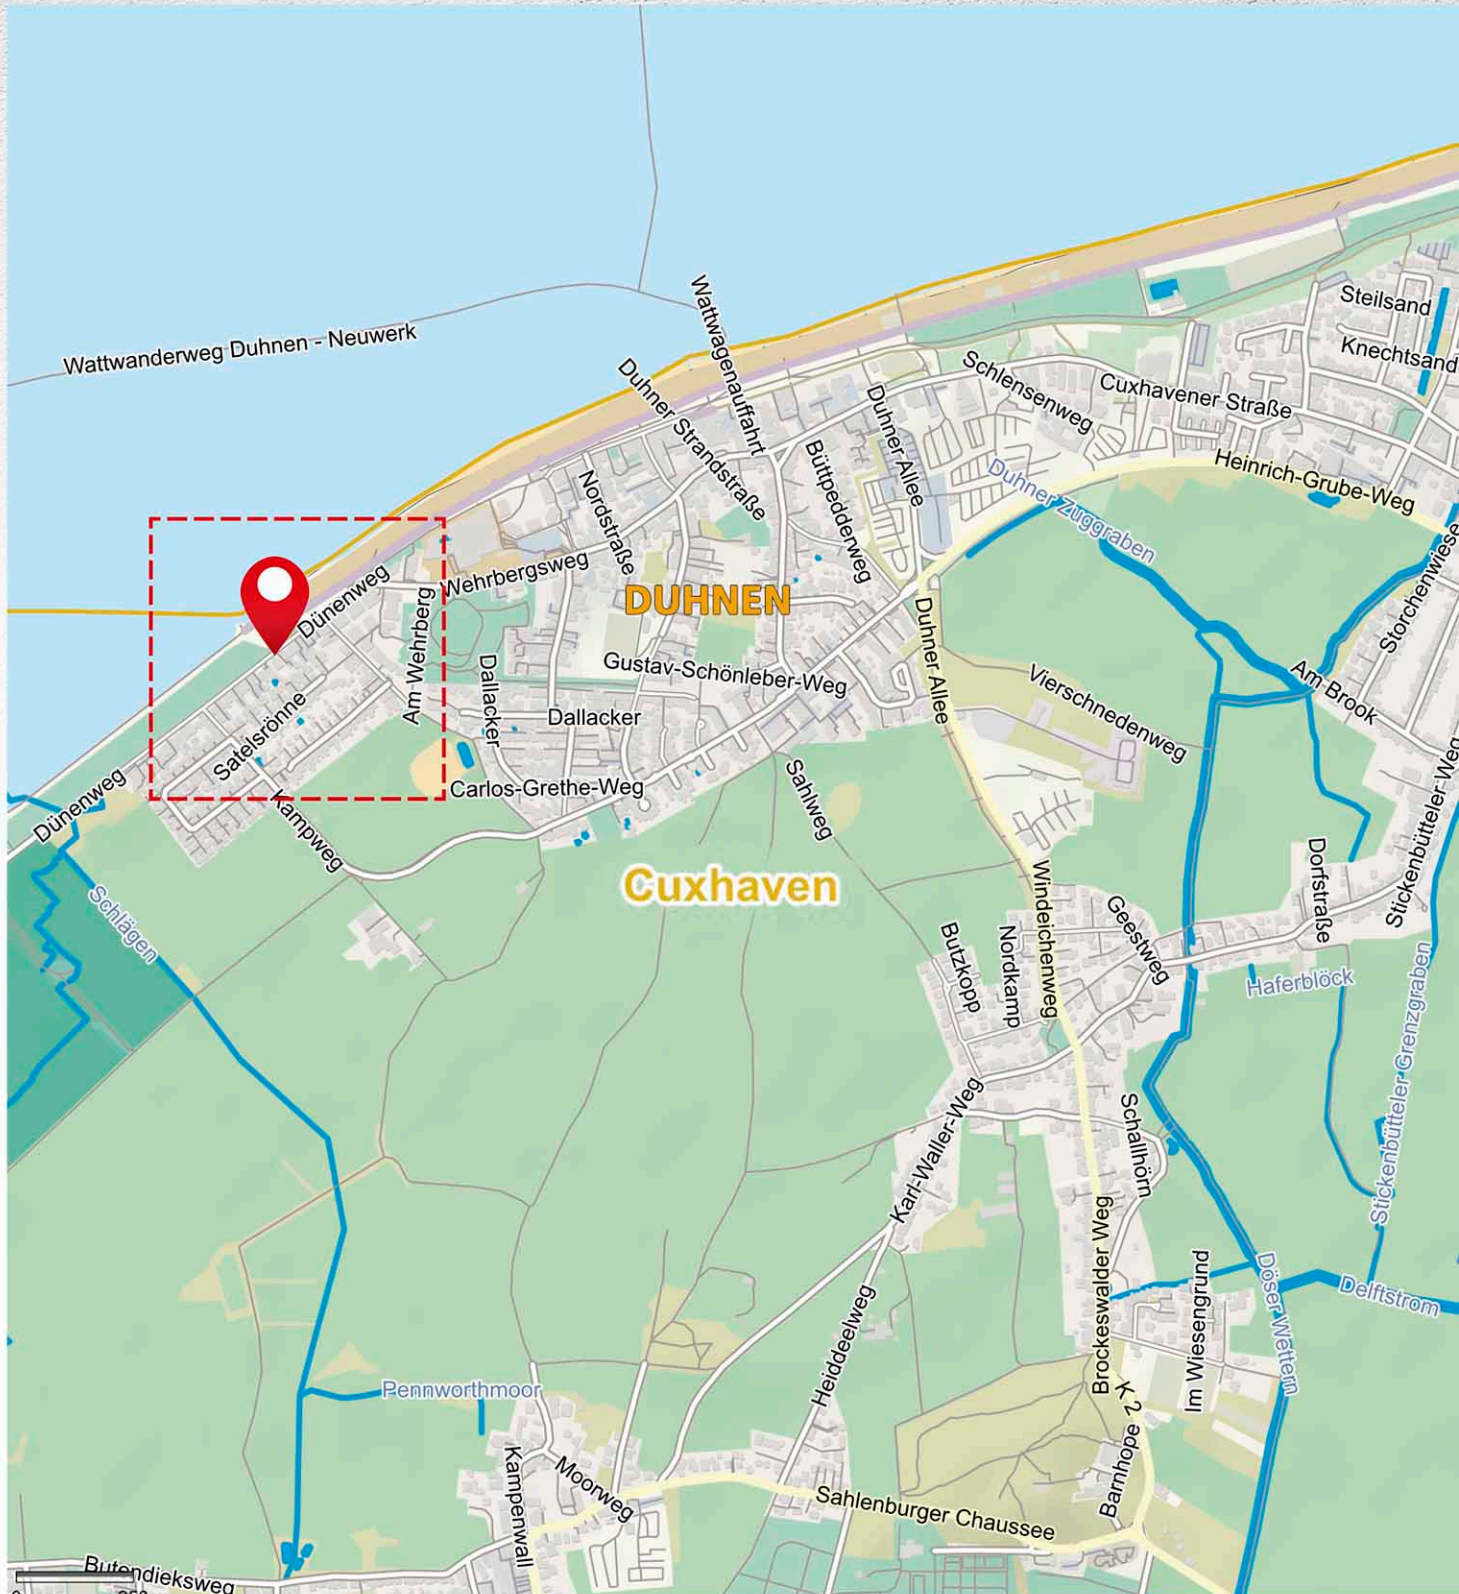 Steilsand
Knechtsand
Wattwanderweg Duhnen - Neuwerk
Wattwagenauffahrt
Duhner Strandstraße
Schlensenweg
Cuxhavener Straße
Duhner Allee
Büttpedderweg
Heinrich-Grube-Weg
Duhner Zuggraben
Nordstraße
Wehrbergsweg
Dünenweg
DUHNEN
Am Wehrberg
Storchenwiese
Duhner Allee
Gustav-Schönleber-Weg
Dallacker
Dallacker
Vierschnedenweg
Am Brook
Satelsrönne
Carlos-Grethe-Weg
Dünenweg
Kampweg
Sahlweg
Stickenbütteler Weg
Cuxhaven
Windeichenweg
Dorfstraße
Schlägen
Geestweg
Butzkopp
Nordkamp
Haferblöck
Stickenbütteler Grenzgraben
Karl-Waller-Weg
Schallhörn
Brockeswalder Weg
Im Wiesengrund
Döser Wettern
Delftstrom
Heiddeelweg
Pennworthmoor
K 2
Barnhope
Kampenwall
Moorweg
Sahlenburger Chaussee
Butendieksweg